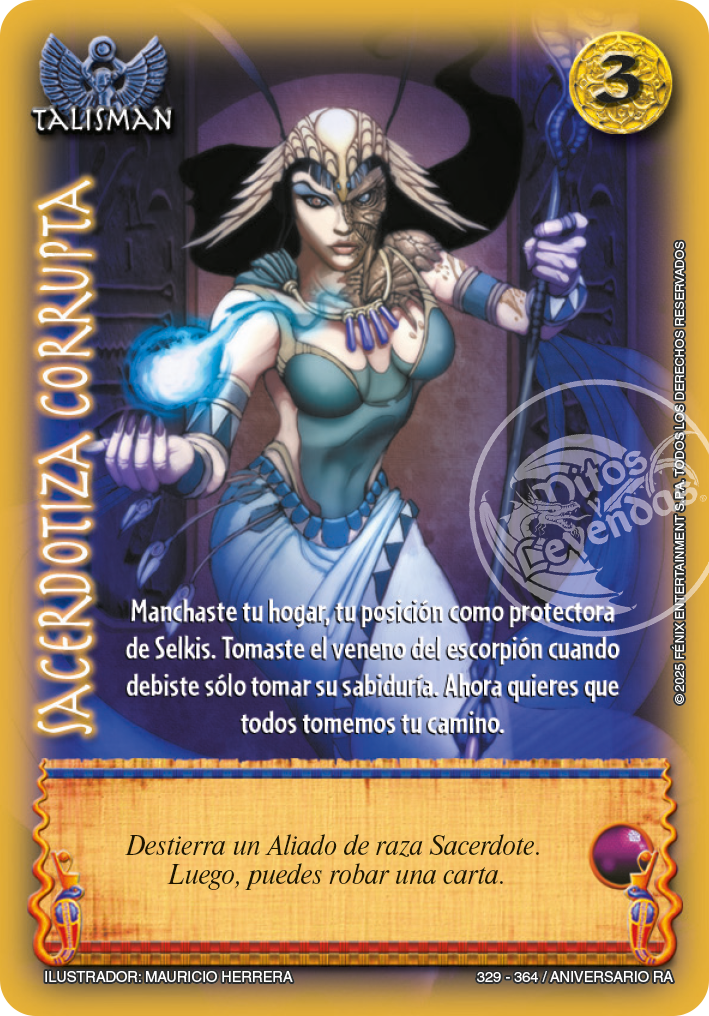 TALISMAN
3
SACERDOTIZA CORRUPTA
Manchaste tu hogar, tu posición como protectora
de Selkis. Tomaste el veneno del escorpión cuando
debiste sólo tomar su sabiduría. Ahora quieres que
todos tomemos tu camino.
Mitos
y
Leyendas®
© 2025 FÉNIX ENTERTAINMENT S.P.A. TODOS LOS DERECHOS RESERVADOS
Destierra un Aliado de raza Sacerdote.
Luego, puedes robar una carta.
ILUSTRADOR: MAURICIO HERRERA
329 - 364 / ANIVERSARIO RA